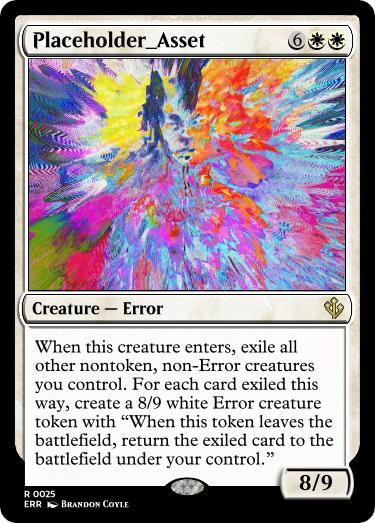 Placeholder_Asset 6
Creature — Error
When this creature enters, exile all
other nontoken, non-Error creatures
you control. For each card exiled this
way, create a 8/9 white Error creature
token with “When this token leaves the
battlefield, return the exiled card to the
battlefield under your control.”
8/9
R 0025
ERR Brandon Coyle